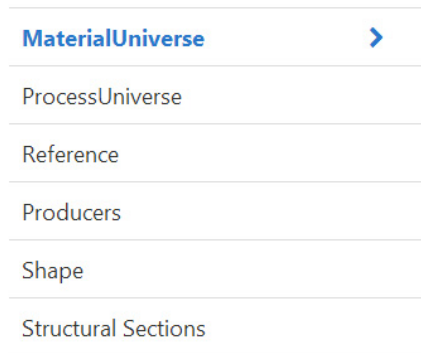 MaterialUniverse
ProcessUniverse
Reference
Producers
Shape
Structural Sections